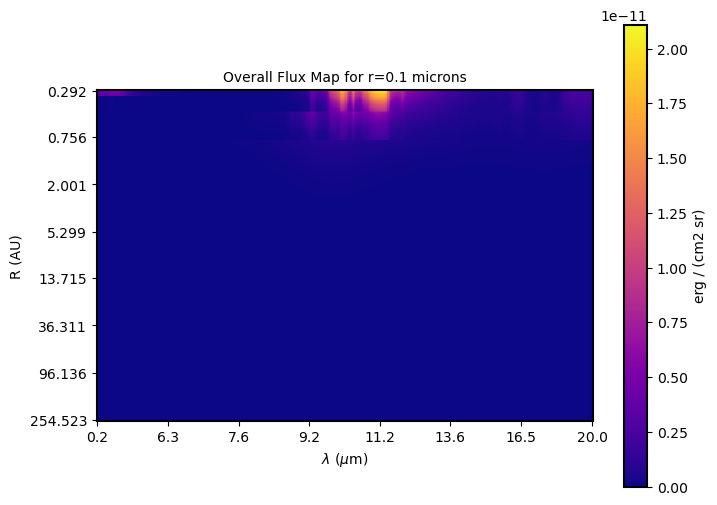 1e−11
Overall Flux Map for r=0.1 microns
0.292
0.756
2.001
5.299
13.715
36.311
96.136
254.523
R (AU)
0.2 6.3 7.6 9.2 11.2 13.6 16.5 20.0
λ (μm)
2.00
1.75
1.50
1.25
1.00
0.75
0.50
0.25
0.00
erg / (cm2 sr)